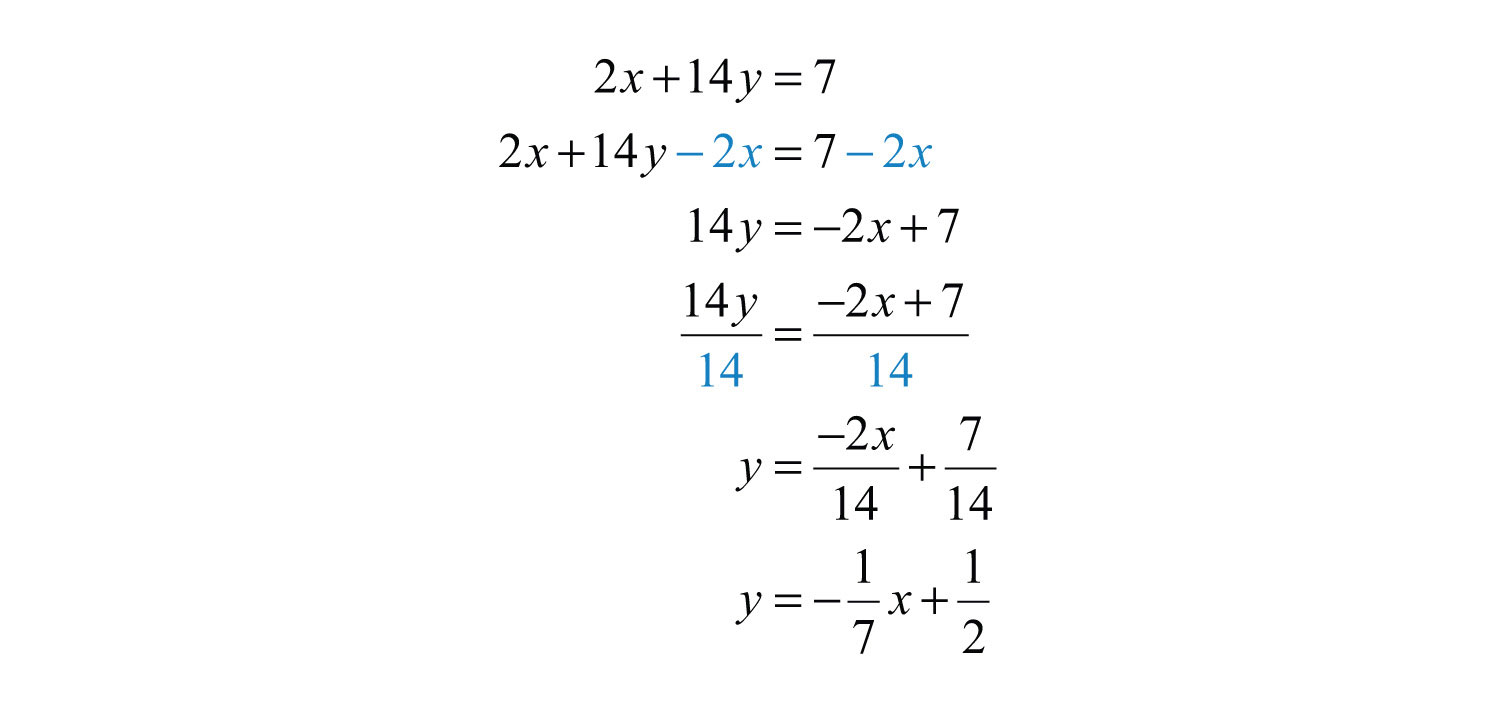 2x+14y = 7
2x+14y − 2x = 7 − 2x
14y = −2x + 7
14y/14 = (−2x + 7)/14
y = −2x/14 + 7/14
y = −1/7 x + 1/2